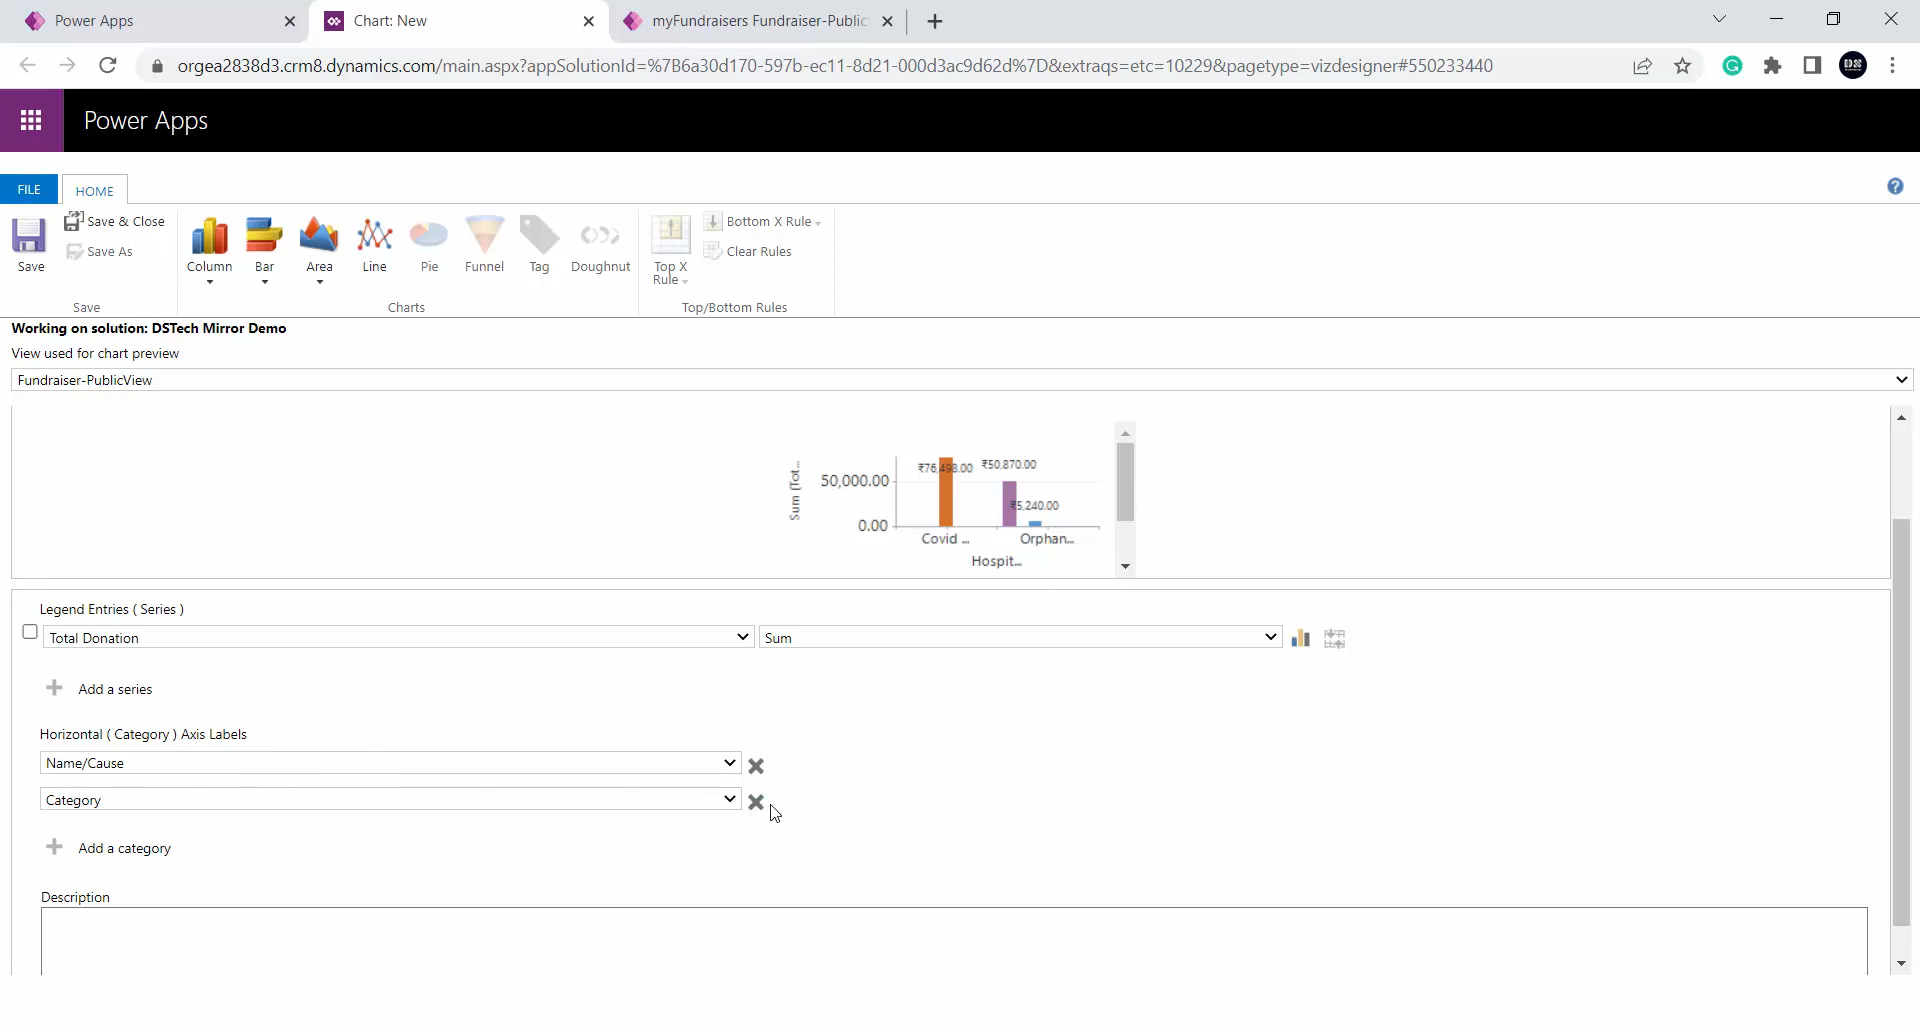 Power Apps
Chart: New
myFundraisers Fundraiser-Public
orgea2838d3.crm8.dynamics.com/main.aspx?appSolutionId=%7B6a30d170-597b-ec11-8d21-000d3ac9d62d%7D&extraqs=etc=10229&pagetype=vizdesigner#550233440
Power Apps
FILE
HOME
Save
Save & Close
Save As
Column
Bar
Area
Line
Pie
Funnel
Tag
Doughnut
Top X
Rule
Bottom X Rule
Clear Rules
Save
Charts
Top/Bottom Rules
Working on solution: DSTech Mirror Demo
View used for chart preview
Fundraiser-PublicView
Sum (Tot...
50,000.00
0.00
₹76,498.00
₹50,870.00
₹5,240.00
Covid ...
Orphan...
Hospit...
Legend Entries ( Series )
Total Donation
Sum
Add a series
Horizontal ( Category ) Axis Labels
Name/Cause
Category
Add a category
Description